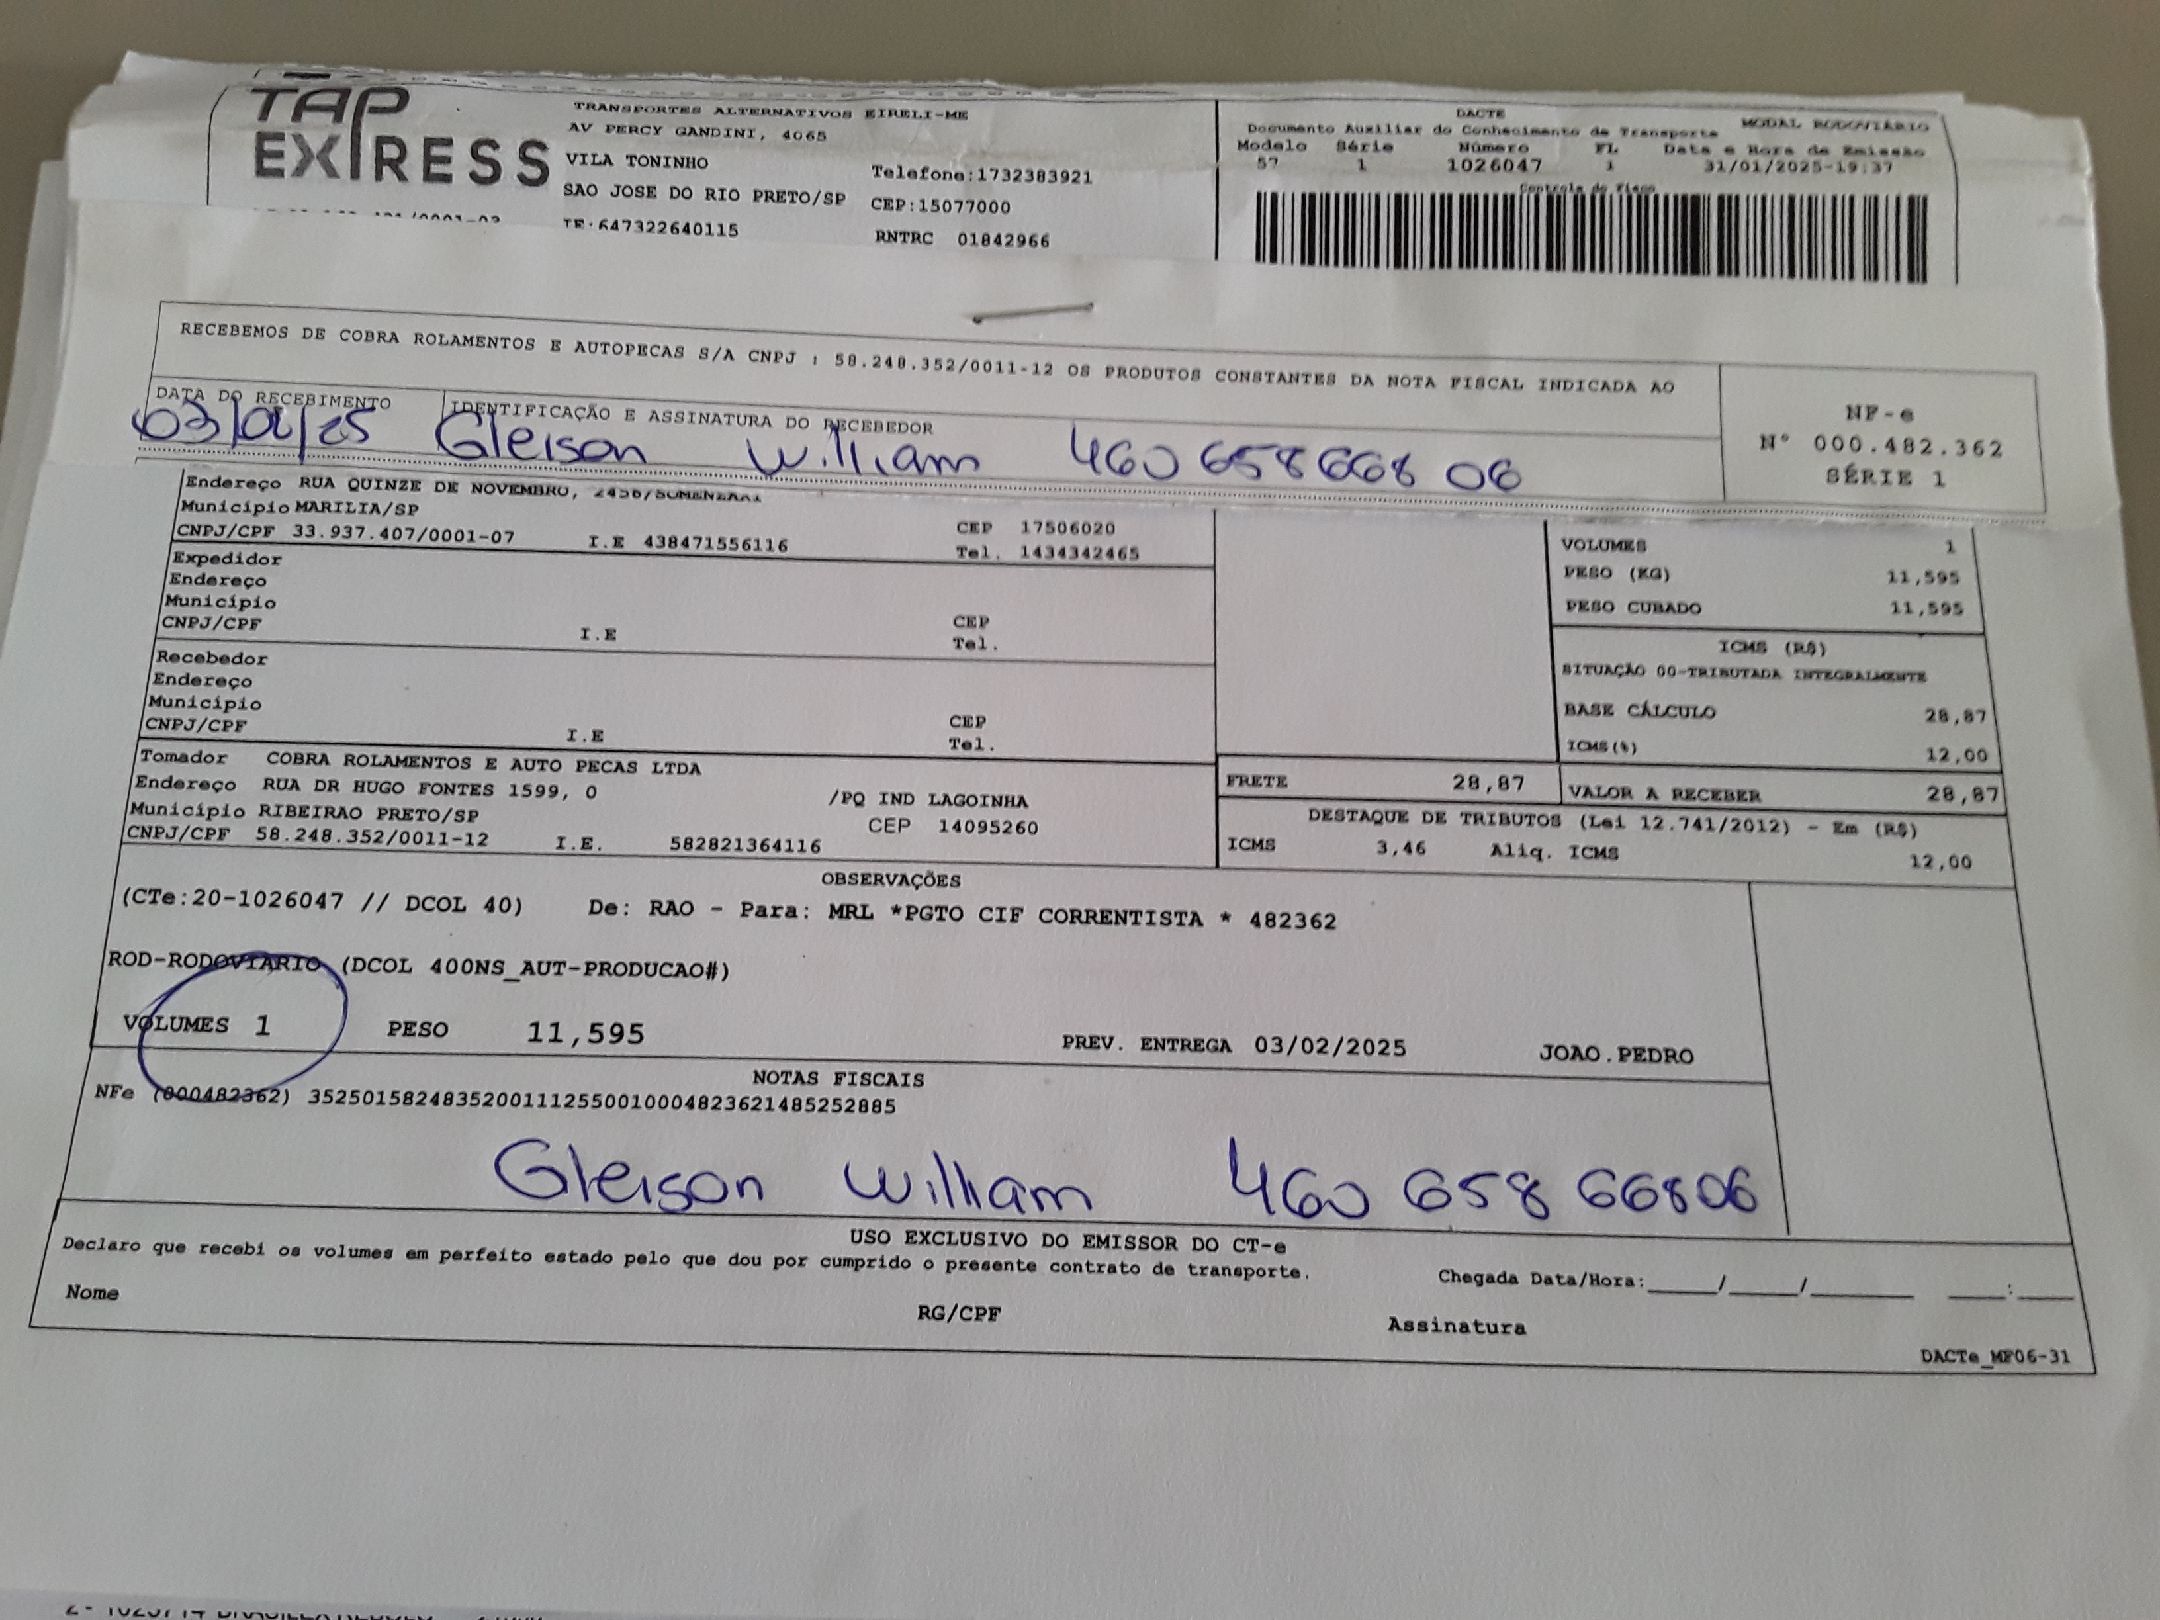 TAP
EXPRESS
TRANSPORTES ALTERNATIVOS EIRELI-ME
AV PERCY GANDINI, 4065
VILA TONINHO
Telefone:1732383921
SAO JOSE DO RIO PRETO/SP CEP:15077000
IE:647322640115 RNTRC 01842966
DACTE MODAL RODOVIÁRIO
Documento Auxiliar do Conhecimento de Transporte
Modelo Série Número FL Data e Hora de Emissão
57 1 1026047 1 31/01/2025-19:37
Controle do Fisco
RECEBEMOS DE COBRA ROLAMENTOS E AUTOPECAS S/A CNPJ : 58.248.352/0011-12 OS PRODUTOS CONSTANTES DA NOTA FISCAL INDICADA AO
DATA DO RECEBIMENTO IDENTIFICAÇÃO E ASSINATURA DO RECEBEDOR
Gleison William
NF-e
Nº 000.482.362
SÉRIE 1
Endereço RUA QUINZE DE NOVEMBRO,
Município MARILIA/SP
CEP 17506020
CNPJ/CPF 33.937.407/0001-07 I.E 438471556116 Tel. 1434342465
Expedidor
Endereço
Município
CEP
CNPJ/CPF I.E Tel.
Recebedor
Endereço
Município
CEP
CNPJ/CPF I.E Tel.
Tomador COBRA ROLAMENTOS E AUTO PECAS LTDA
Endereço RUA DR HUGO FONTES 1599, 0 /PQ IND LAGOINHA
Município RIBEIRAO PRETO/SP CEP 14095260
CNPJ/CPF 58.248.352/0011-12 I.E. 582821364116
VOLUMES 1
PESO (KG) 11,595
PESO CUBADO 11,595
ICMS (R$)
SITUAÇÃO 00-TRIBUTADA INTEGRALMENTE
BASE CÁLCULO 28,87
ICMS(%) 12,00
FRETE 28,87 VALOR A RECEBER 28,87
DESTAQUE DE TRIBUTOS (Lei 12.741/2012) - Em (R$)
ICMS 3,46 Aliq. ICMS 12,00
OBSERVAÇÕES
(CTe:20-1026047 // DCOL 40) De: RAO - Para: MRL *PGTO CIF CORRENTISTA * 482362
ROD-RODOVIARIO (DCOL 400NS_AUT-PRODUCAO#)
VOLUMES 1 PESO 11,595 PREV. ENTREGA 03/02/2025 JOAO.PEDRO
NOTAS FISCAIS
NFe (000482362) 35250158248352001112550010004823621485252885
Gleison William 460 658 66806
USO EXCLUSIVO DO EMISSOR DO CT-e
Declaro que recebi os volumes em perfeito estado pelo que dou por cumprido o presente contrato de transporte.
Chegada Data/Hora:_____/_____/_______ ____:____
Nome RG/CPF Assinatura
DACTe_MF06-31